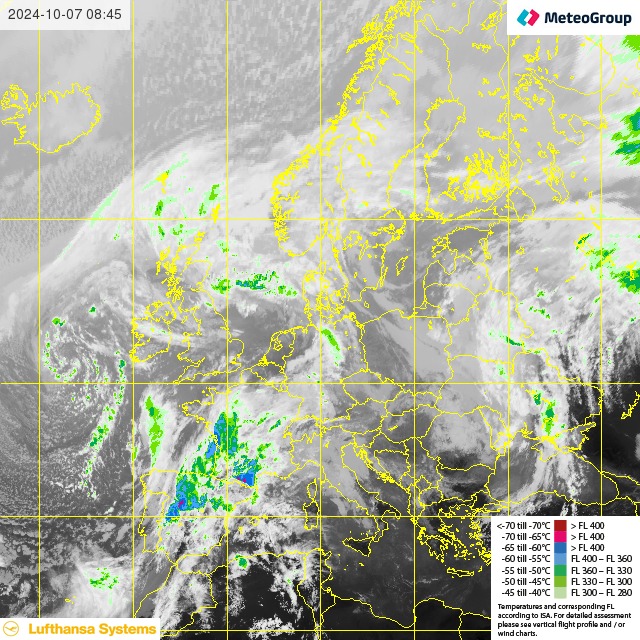 2024-10-07 08:45
MeteoGroup
<-70 till -70°C > FL 400
-70 till -65°C > FL 400
-65 till -60°C > FL 400
-60 till -55°C FL 400 – FL 360
-55 till -50°C FL 360 – FL 330
-50 till -45°C FL 330 – FL 300
-45 till -40°C FL 300 – FL 280
Temperatures and corresponding FL
according to ISA. For detailed assessment
please see vertical flight profile and / or
wind charts.
Lufthansa Systems